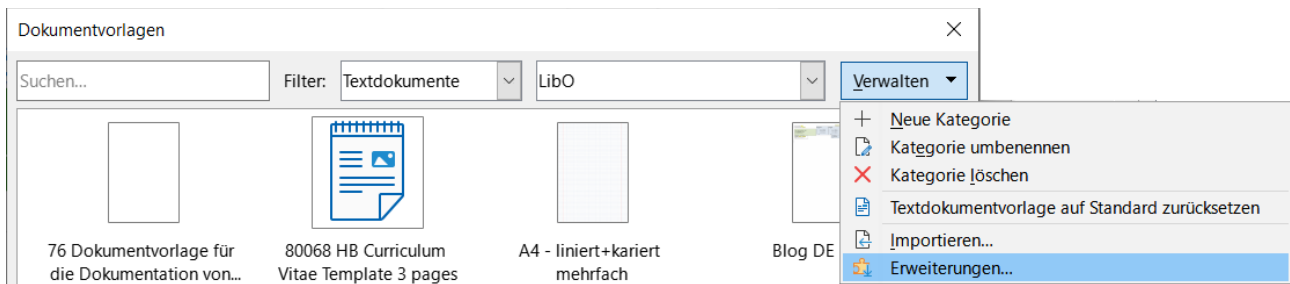 Dokumentvorlagen
Suchen...
Filter:
Textdokumente
LibO
Verwalten
Neue Kategorie
Kategorie umbenennen
Kategorie löschen
Textdokumentvorlage auf Standard zurücksetzen
Importieren...
Erweiterungen...
76 Dokumentvorlage für
die Dokumentation von...
80068 HB Curriculum
Vitae Template 3 pages
A4 - liniert+kariert
mehrfach
Blog DE